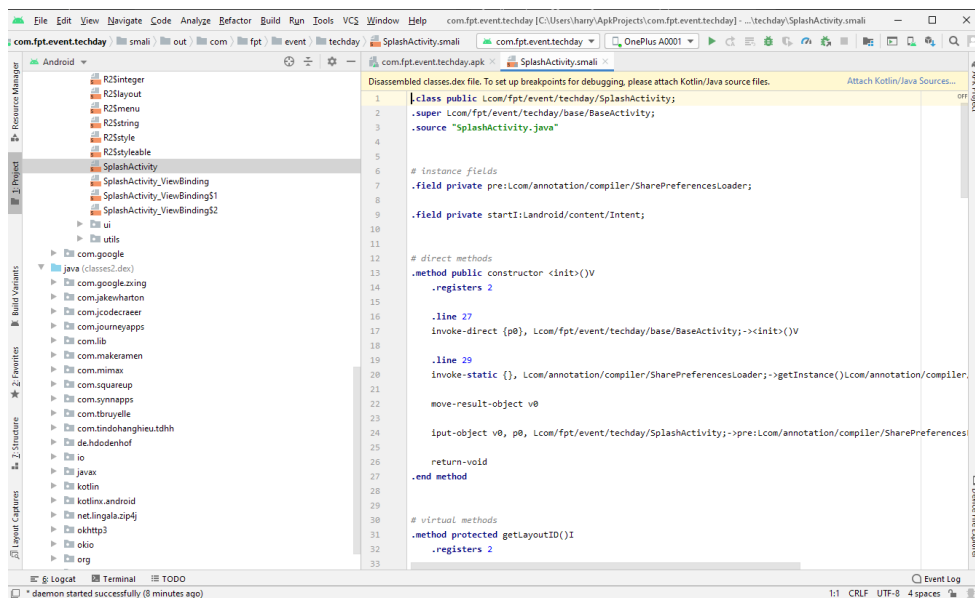 File Edit View Navigate Code Analyze Refactor Build Run Tools VCS Window Help com.fpt.event.techday [C:\Users\harry\ApkProjects\com.fpt.event.techday] - ...\techday\SplashActivity.smali
com.fpt.event.techday smali out com fpt event techday SplashActivity.smali com.fpt.event.techday OnePlus A0001
Android
com.fpt.event.techday.apk SplashActivity.smali
Resource Manager
1: Project
Build Variants
2: Favorites
7: Structure
Layout Captures
R2$integer
R2$layout
R2$menu
R2$string
R2$style
R2$styleable
SplashActivity
SplashActivity_ViewBinding
SplashActivity_ViewBinding$1
SplashActivity_ViewBinding$2
ui
utils
com.google
java (classes2.dex)
com.google.zxing
com.jakewharton
com.jcodecraeer
com.journeyapps
com.lib
com.makeramen
com.mimax
com.squareup
com.synnapps
com.tbruyelle
com.tindohanghieu.tdhh
de.hdodenhof
io
javax
kotlin
kotlinx.android
net.lingala.zip4j
okhttp3
okio
org
Disassembled classes.dex file. To set up breakpoints for debugging, please attach Kotlin/Java source files. Attach Kotlin/Java Sources...
OFF
1 .class public Lcom/fpt/event/techday/SplashActivity;
2 .super Lcom/fpt/event/techday/base/BaseActivity;
3 .source "SplashActivity.java"
4
5
6 # instance fields
7 .field private pre:Lcom/annotation/compiler/SharePreferencesLoader;
8
9 .field private startI:Landroid/content/Intent;
10
11
12 # direct methods
13 .method public constructor <init>()V
14 .registers 2
15
16 .line 27
17 invoke-direct {p0}, Lcom/fpt/event/techday/base/BaseActivity;-><init>()V
18
19 .line 29
20 invoke-static {}, Lcom/annotation/compiler/SharePreferencesLoader;->getInstance()Lcom/annotation/compiler/
21
22 move-result-object v0
23
24 iput-object v0, p0, Lcom/fpt/event/techday/SplashActivity;->pre:Lcom/annotation/compiler/SharePreferences
25
26 return-void
27 .end method
28
29
30 # virtual methods
31 .method protected getLayoutID()I
32 .registers 2
33
6: Logcat Terminal TODO Event Log
* daemon started successfully (8 minutes ago) 1:1 CRLF UTF-8 4 spaces